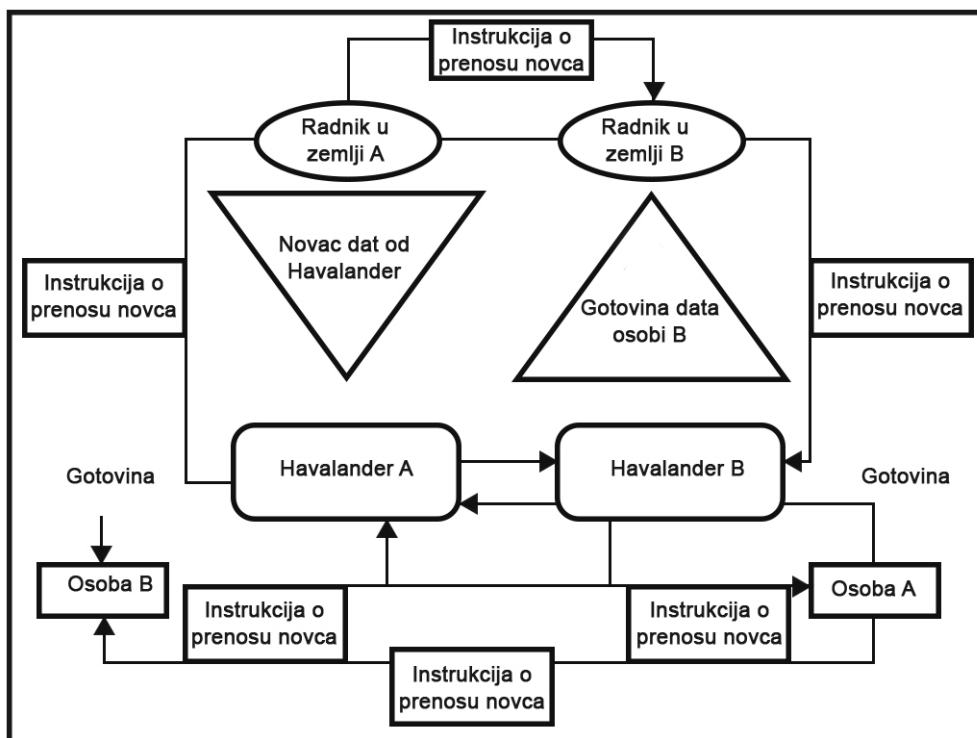 Instrukcija o
prenosu novca
Radnik u
zemlji A
Radnik u
zemlji B
Novac dat od
Havalander
Gotovina data
osobi B
Instrukcija o
prenosu novca
Instrukcija o
prenosu novca
Havalander A
Havalander B
Gotovina
Gotovina
Osoba B
Osoba A
Instrukcija o
prenosu novca
Instrukcija o
prenosu novca
Instrukcija o
prenosu novca